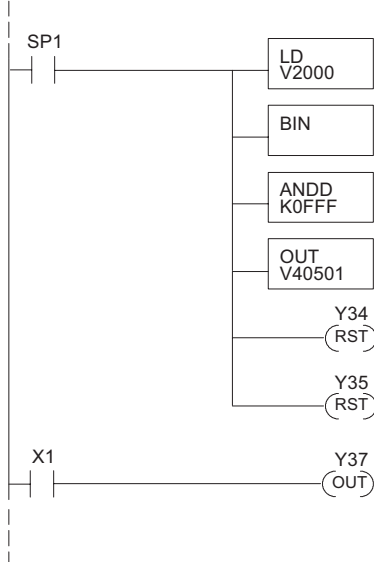 SP1
LD
V2000
BIN
ANDD
K0FFF
OUT
V40501
Y34
RST
Y35
RST
X1
Y37
OUT